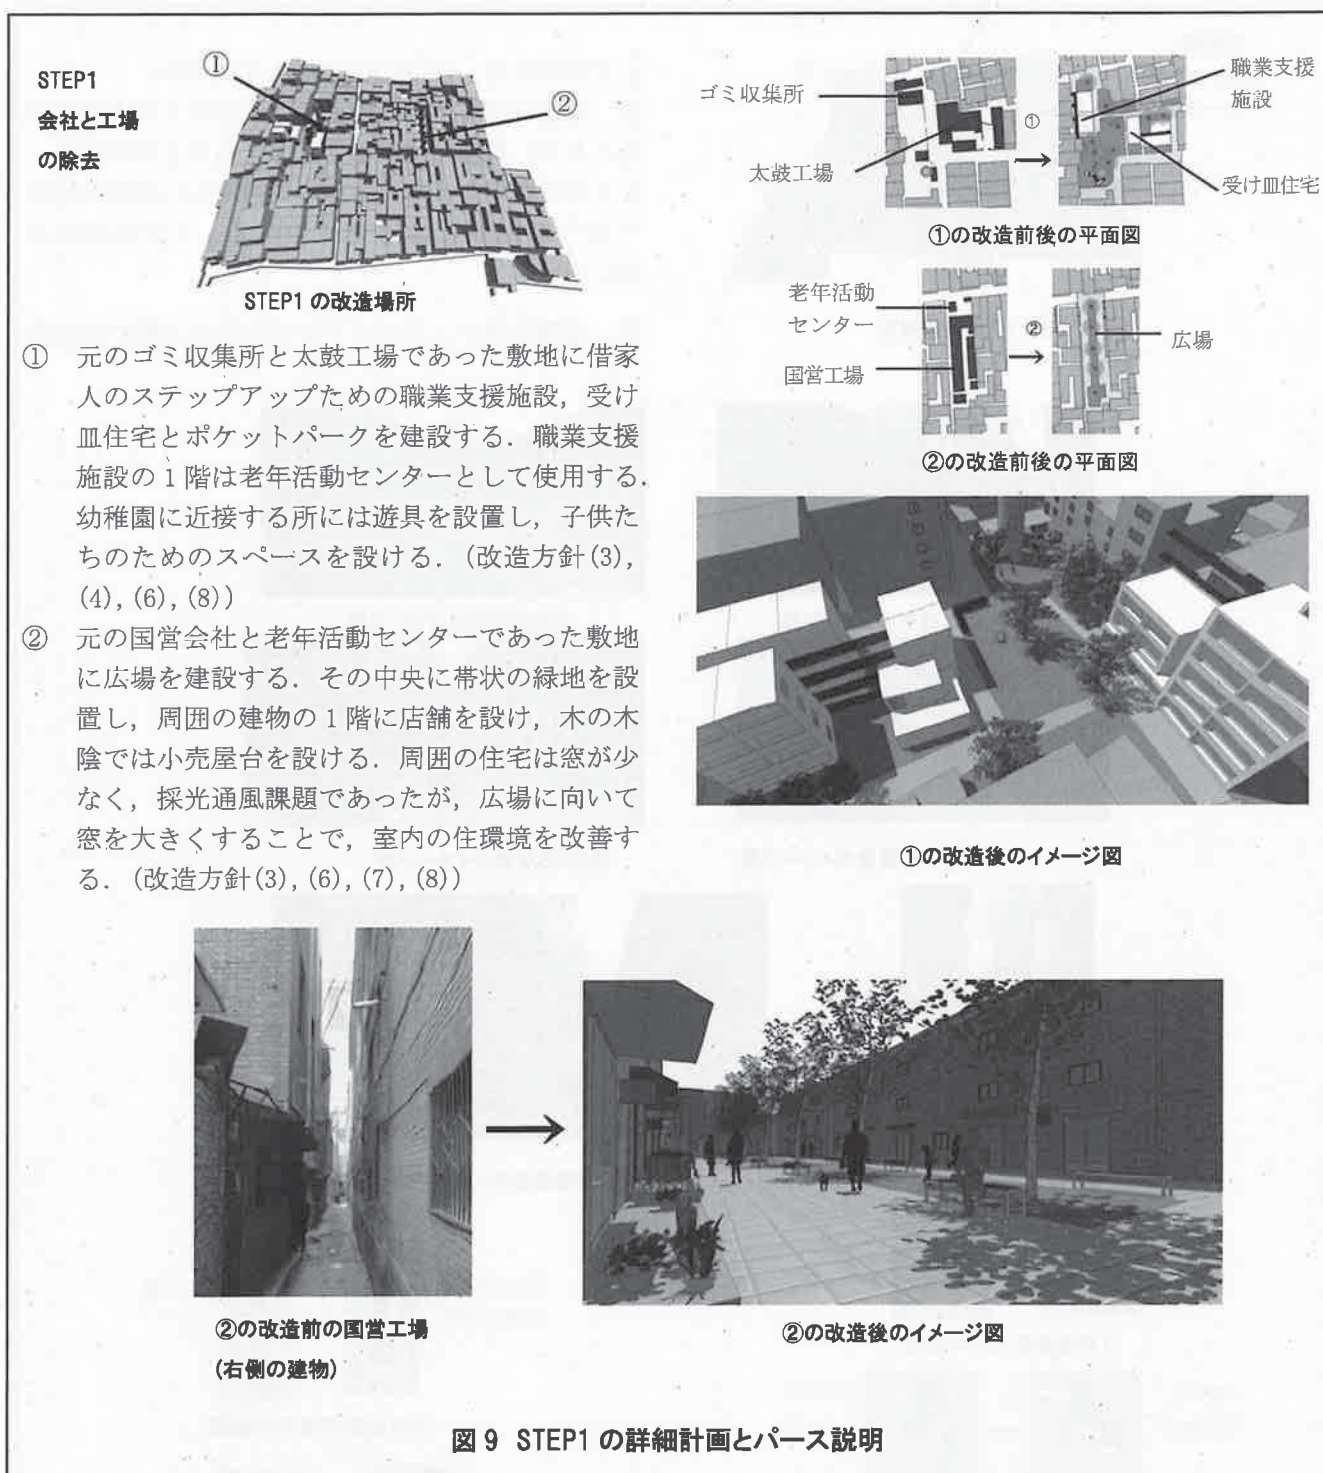 STEP1
会社と工場
の除去
①
②
STEP1 の改造場所
ゴミ収集所
太鼓工場
①
職業支援
施設
受け皿住宅
①の改造前後の平面図
老年活動
センター
国営工場
②
広場
②の改造前後の平面図
① 元のゴミ収集所と太鼓工場であった敷地に借家
人のステップアップための職業支援施設，受け
皿住宅とポケットパークを建設する．職業支援
施設の1階は老年活動センターとして使用する．
幼稚園に近接する所には遊具を設置し，子供た
ちのためのスペースを設ける．(改造方針(3)，
(4)，(6)，(8))
② 元の国営会社と老年活動センターであった敷地
に広場を建設する．その中央に帯状の緑地を設
置し，周囲の建物の1階に店舗を設け，木の木
陰では小売屋台を設ける．周囲の住宅は窓が少
なく，採光通風課題であったが，広場に向いて
窓を大きくすることで，室内の住環境を改善す
る．(改造方針(3)，(6)，(7)，(8))
①の改造後のイメージ図
②の改造前の国営工場
(右側の建物)
②の改造後のイメージ図
図 9 STEP1 の詳細計画とパース説明